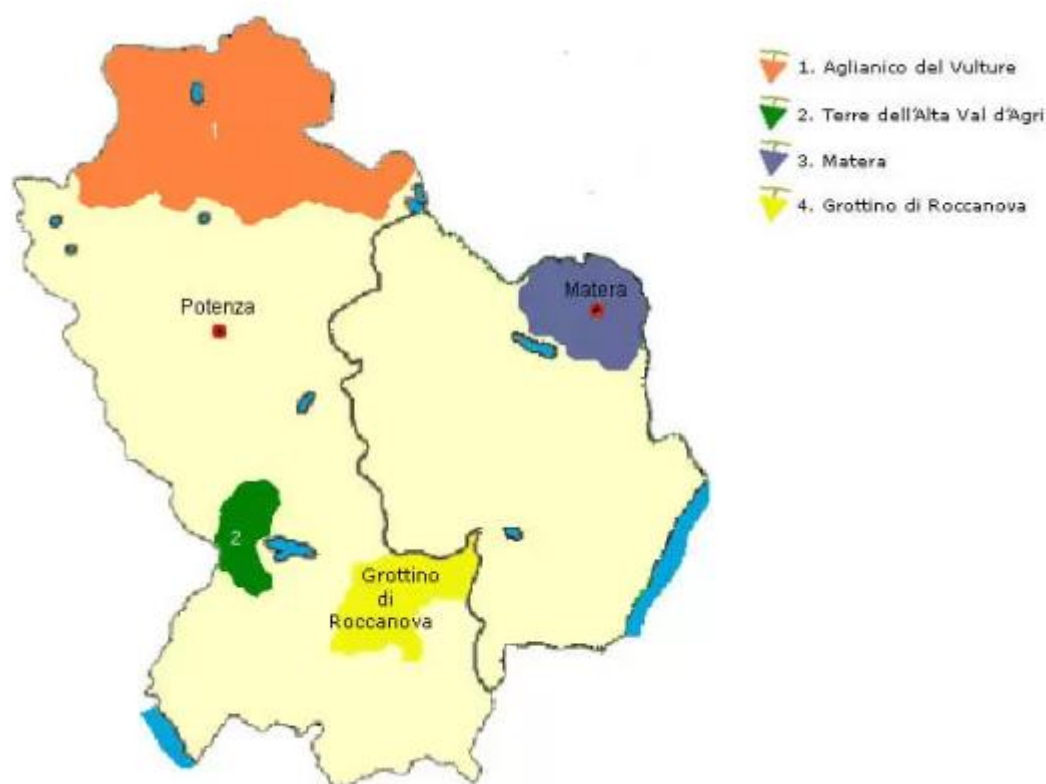 1. Aglianico del Vulture
2. Terre dell'Alta Val d'Agri
3. Matera
4. Grottino di Roccanova
1
Matera
Potenza
2
Grottino
di
Roccanova